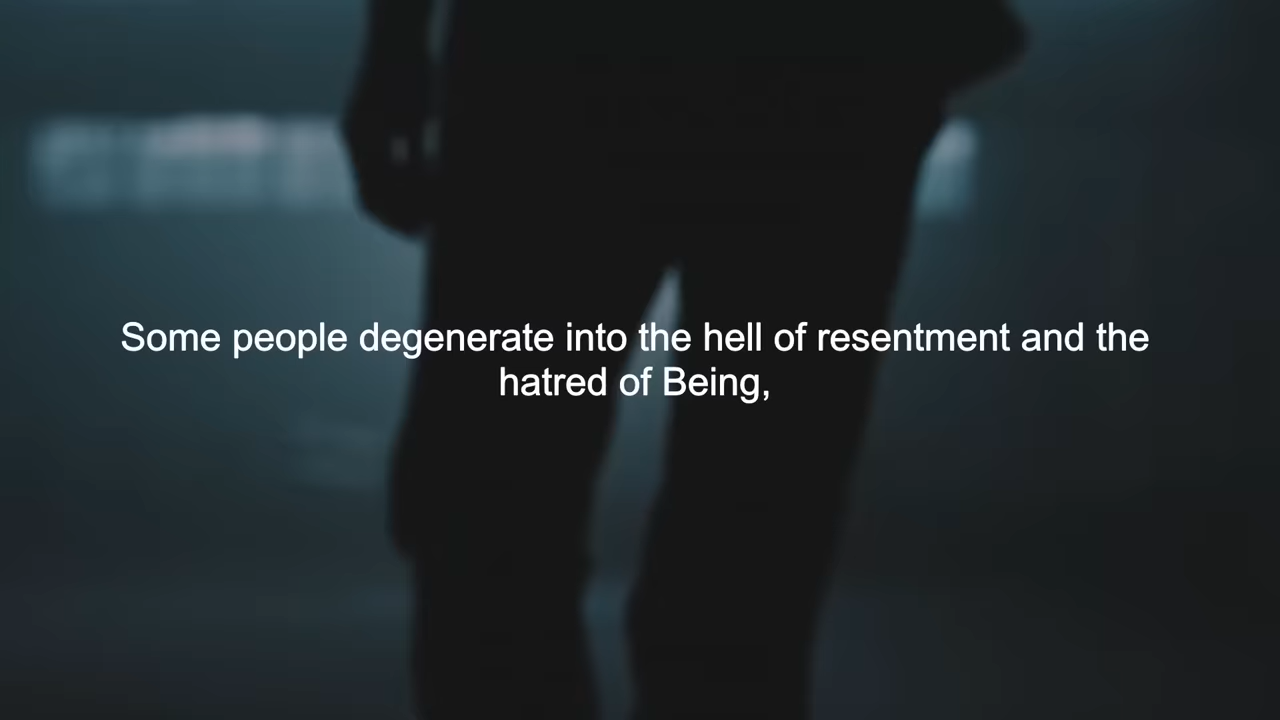 Some people degenerate into the hell of resentment and the
hatred of Being,